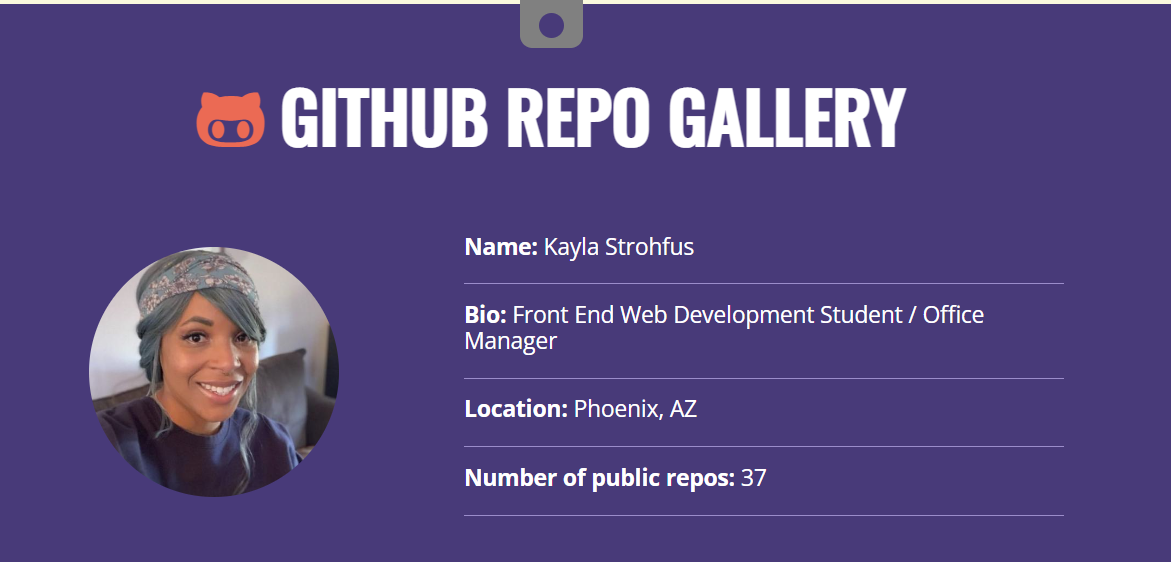 GITHUB REPO GALLERY
Name: Kayla Strohfus
Bio: Front End Web Development Student / Office
Manager
Location: Phoenix, AZ
Number of public repos: 37